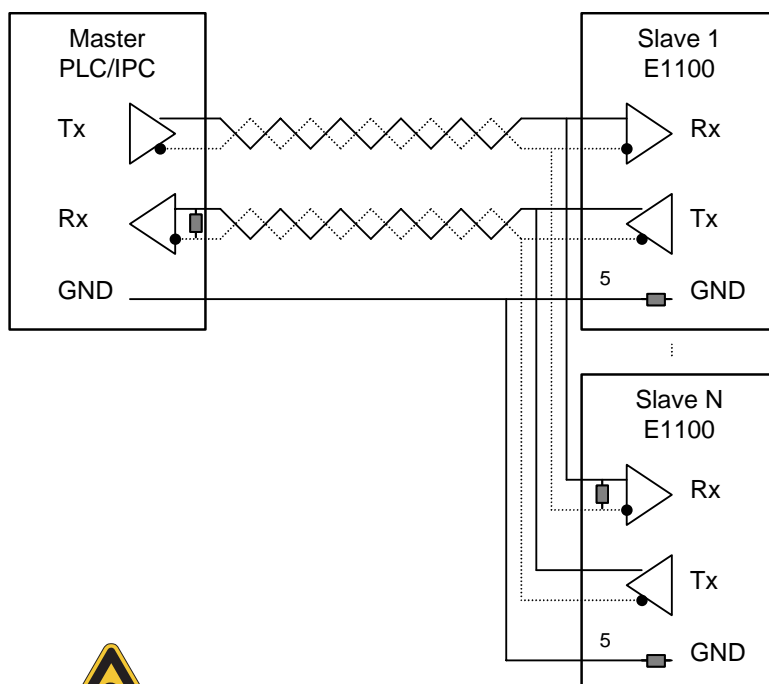 Master
PLC/IPC
Tx
Rx
GND
Slave 1
E1100
Rx
Tx
5
GND
Slave N
E1100
Rx
Tx
5
GND